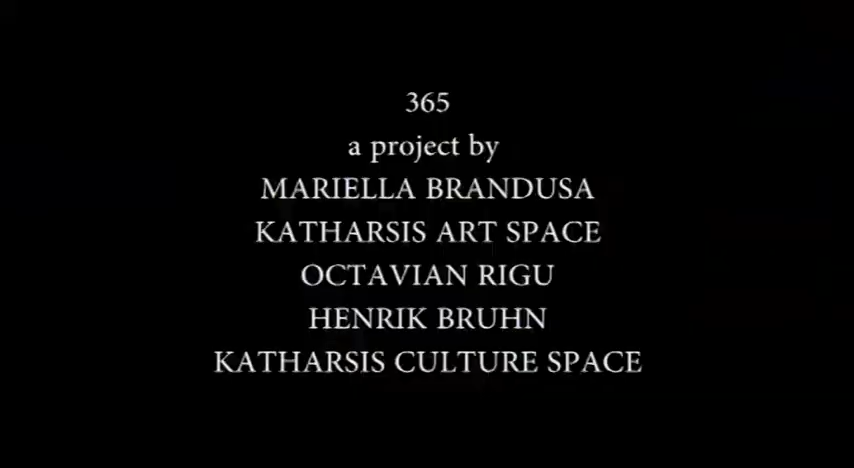 365
a project by
MARIELLA BRANDUSA
KATHARSIS ART SPACE
OCTAVIAN RIGU
HENRIK BRUHN
KATHARSIS CULTURE SPACE